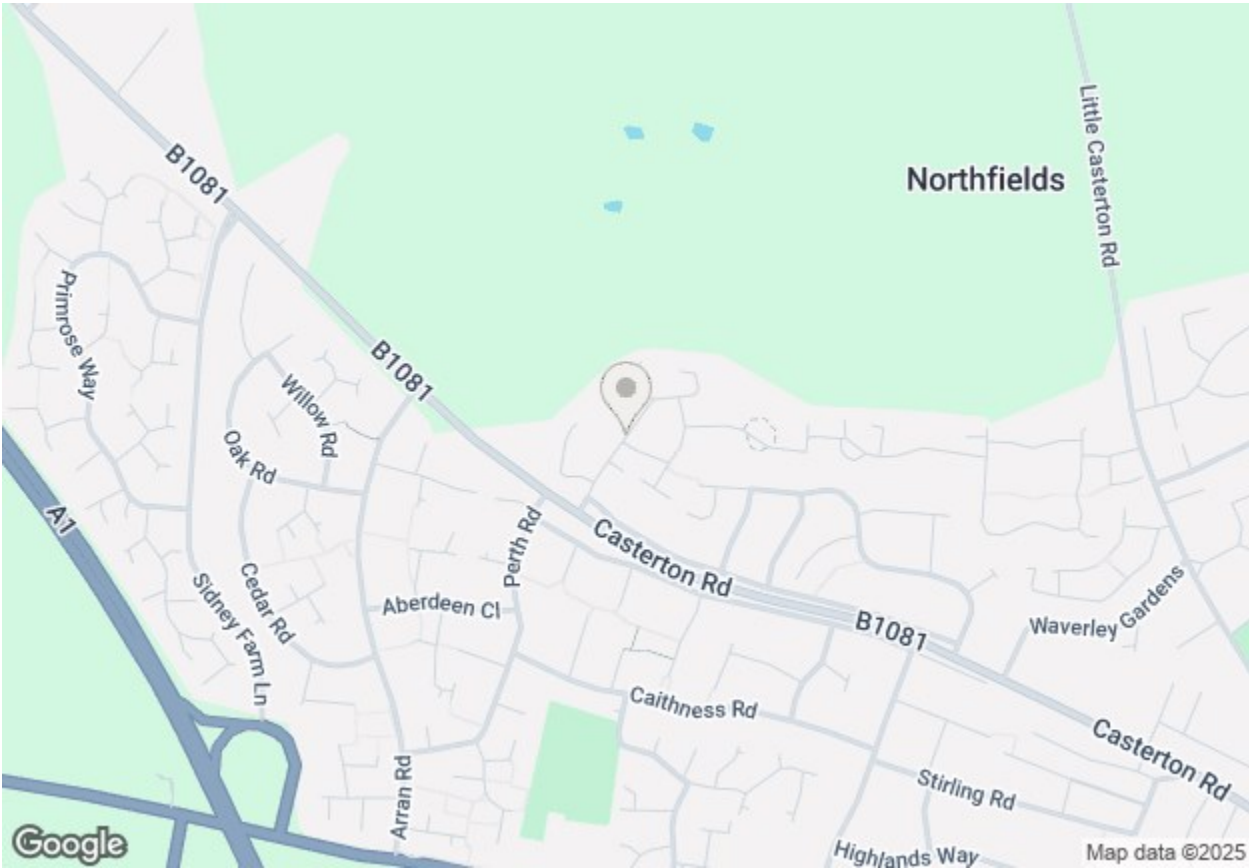 Little Casterton Rd
B1081
Northfields
Primrose Way
B1081
Willow Rd
Oak Rd
A1
Perth Rd
Casterton Rd
Cedar Rd
Sidney Farm Ln
Aberdeen Cl
B1081
Waverley Gardens
Caithness Rd
Casterton Rd
Arran Rd
Stirling Rd
Highlands Way
Google
Map data ©2025